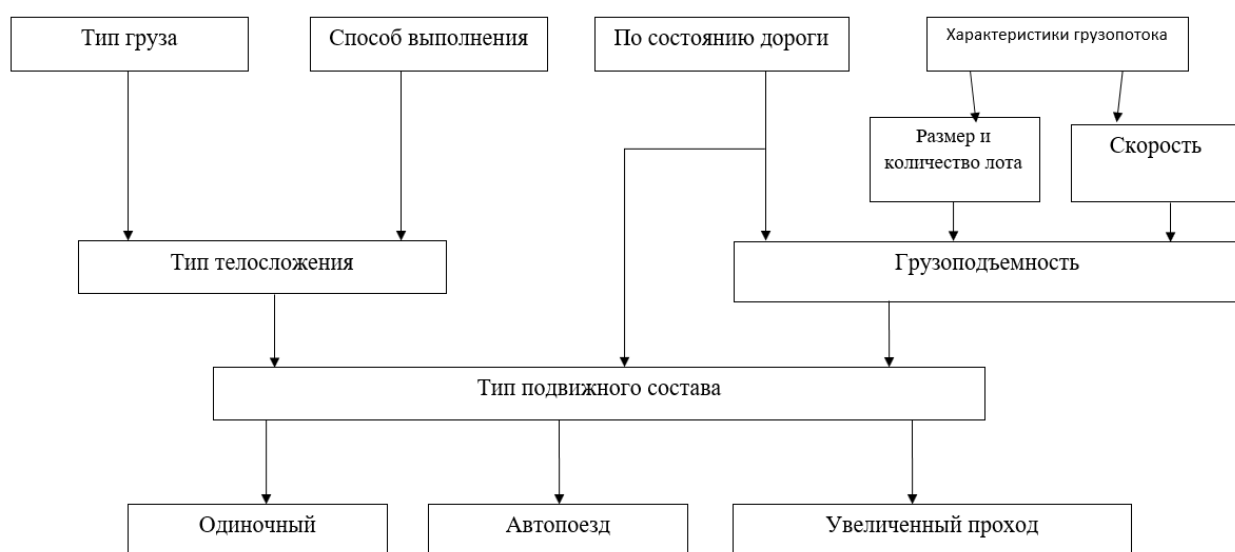 Тип груза
Способ выполнения
По состоянию дороги
Характеристики грузопотока
Размер и
количество лота
Скорость
Тип телосложения
Грузоподъемность
Тип подвижного состава
Одиночный
Автопоезд
Увеличенный проход